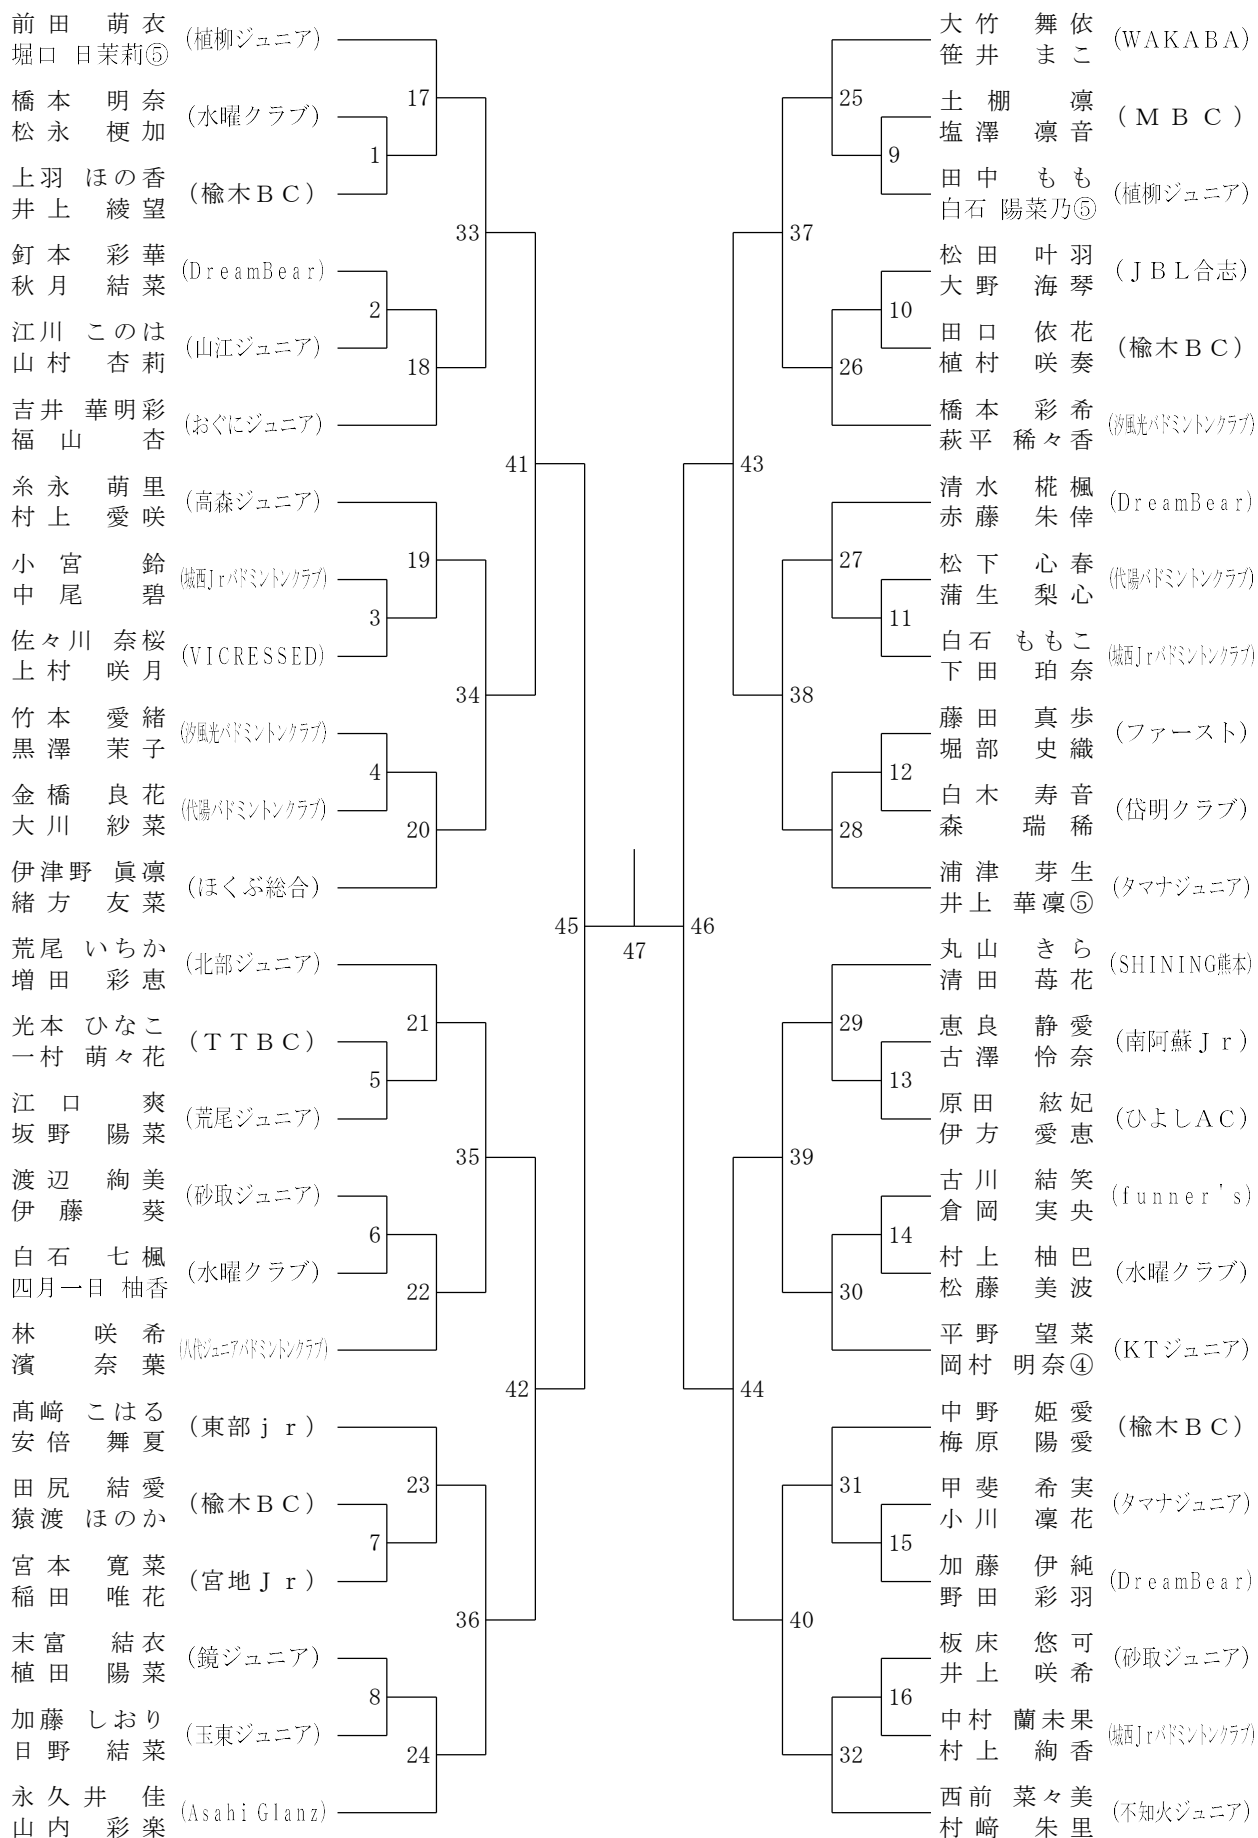 前田 萌衣
堀口 日茉莉⑤
(植柳ジュニア)
橋本 明奈
松永 梗加
(水曜クラブ)
上羽 ほの香
井上 綾望
(楡木BC)
釘本 彩華
秋月 結菜
(DreamBear)
江川 このは
山村 杏莉
(山江ジュニア)
吉井 華明彩
福山 杏
(おぐにジュニア)
糸永 萌里
村上 愛咲
(高森ジュニア)
小宮 鈴
中尾 碧
(城西Jrバドミントンクラブ)
佐々川 奈桜
上村 咲月
(VICRESSED)
竹本 愛緒
黒澤 茉子
(汐風光バドミントンクラブ)
金橋 良花
大川 紗菜
(代陽バドミントンクラブ)
伊津野 眞凛
緒方 友菜
(ほくぶ総合)
荒尾 いちか
増田 彩恵
(北部ジュニア)
光本 ひなこ
一村 萌々花
(TTBC)
江口 爽
坂野 陽菜
(荒尾ジュニア)
渡辺 絢美
伊藤 葵
(砂取ジュニア)
白石 七楓
四月一日 柚香
(水曜クラブ)
林 咲希
濱 奈葉
(八代ジュニアバドミントンクラブ)
髙﨑 こはる
安倍 舞夏
(東部jr)
田尻 結愛
猿渡 ほのか
(楡木BC)
宮本 寛菜
稲田 唯花
(宮地Jr)
末富 結衣
植田 陽菜
(鏡ジュニア)
加藤 しおり
日野 結菜
(玉東ジュニア)
永久井 佳
山内 彩楽
(Asahi Glanz)
17
1
33
2
18
41
19
3
34
4
20
45
21
5
35
6
22
42
23
7
36
8
24
47
46
25
9
37
10
26
43
27
11
38
12
28
29
13
39
14
30
44
31
15
40
16
32
大竹 舞依
笹井 まこ
(WAKABA)
土棚 凛
塩澤 凛音
(MBC)
田中 もも
白石 陽菜乃⑤
(植柳ジュニア)
松田 叶羽
大野 海琴
(JBL合志)
田口 依花
植村 咲奏
(楡木BC)
橋本 彩希
萩平 稀々香
(汐風光バドミントンクラブ)
清水 椛楓
赤藤 朱倖
(DreamBear)
松下 心春
蒲生 梨心
(代陽バドミントンクラブ)
白石 ももこ
下田 珀奈
(城西Jrバドミントンクラブ)
藤田 真歩
堀部 史織
(ファースト)
白木 寿音
森 瑞稀
(岱明クラブ)
浦津 芽生
井上 華凜⑤
(タマナジュニア)
丸山 きら
清田 苺花
(SHINING熊本)
恵良 静愛
古澤 怜奈
(南阿蘇Jr)
原田 絃妃
伊方 愛恵
(ひよしAC)
古川 結笑
倉岡 実央
(funner's)
村上 柚巴
松藤 美波
(水曜クラブ)
平野 望菜
岡村 明奈④
(KTジュニア)
中野 姫愛
梅原 陽愛
(楡木BC)
甲斐 希実
小川 凜花
(タマナジュニア)
加藤 伊純
野田 彩羽
(DreamBear)
板床 悠可
井上 咲希
(砂取ジュニア)
中村 蘭未果
村上 絢香
(城西Jrバドミントンクラブ)
西前 菜々美
村﨑 朱里
(不知火ジュニア)